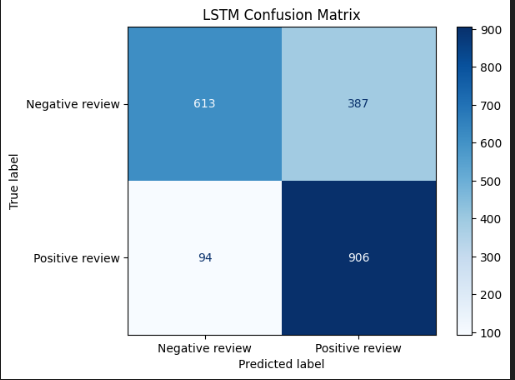 LSTM Confusion Matrix
True label
Negative review
613
387
Positive review
94
906
Negative review
Positive review
Predicted label
900
800
700
600
500
400
300
200
100